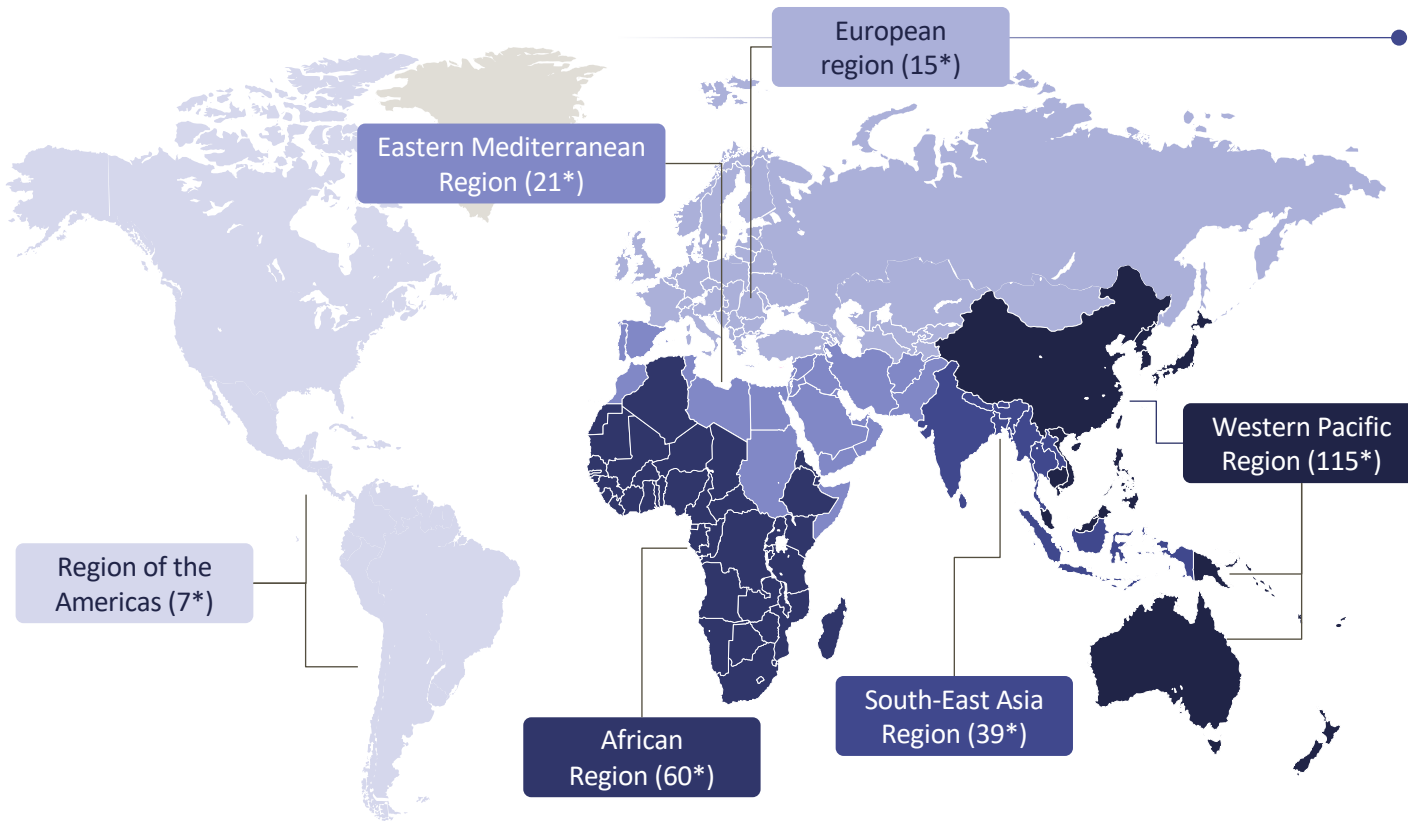 European
region (15*)
Eastern Mediterranean
Region (21*)
Western Pacific
Region (115*)
Region of the
Americas (7*)
South-East Asia
Region (39*)
African
Region (60*)